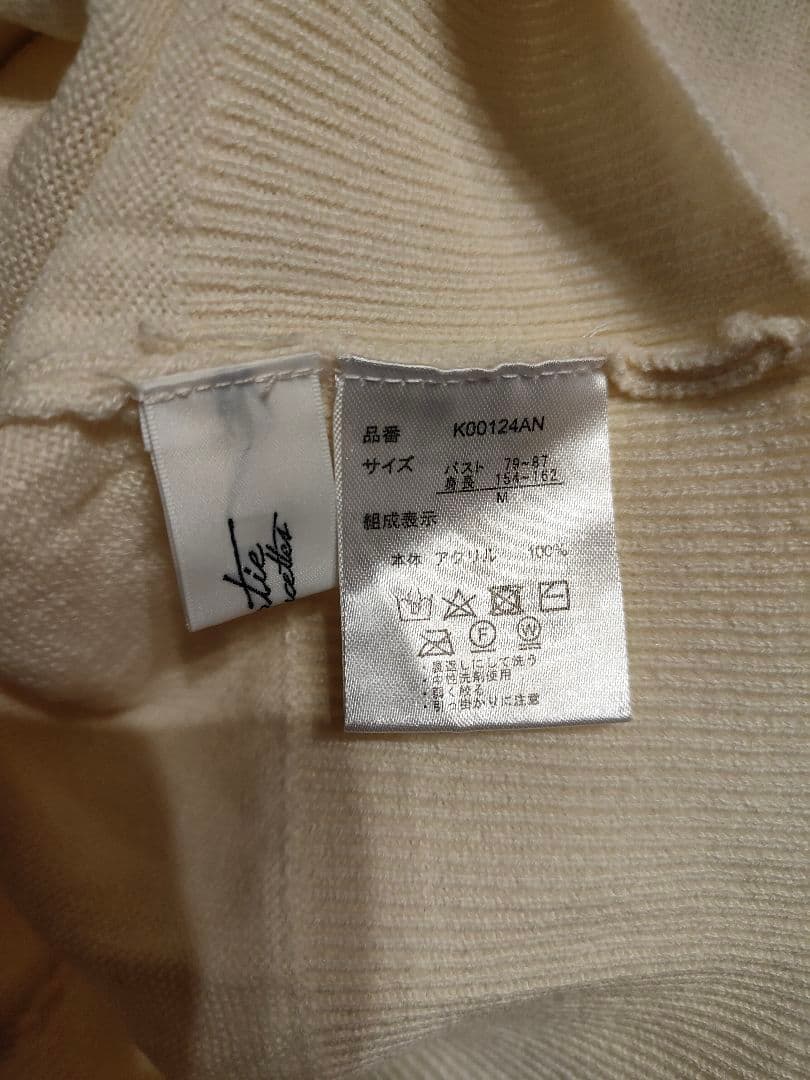 品番 K00124AN
サイズ バスト 79~87
身長 154~162
M
組成表示
本体 アクリル 100%
F W
・裏返しにして洗う
・中性洗剤使用
・弱く絞る
・引っ掛かりに注意